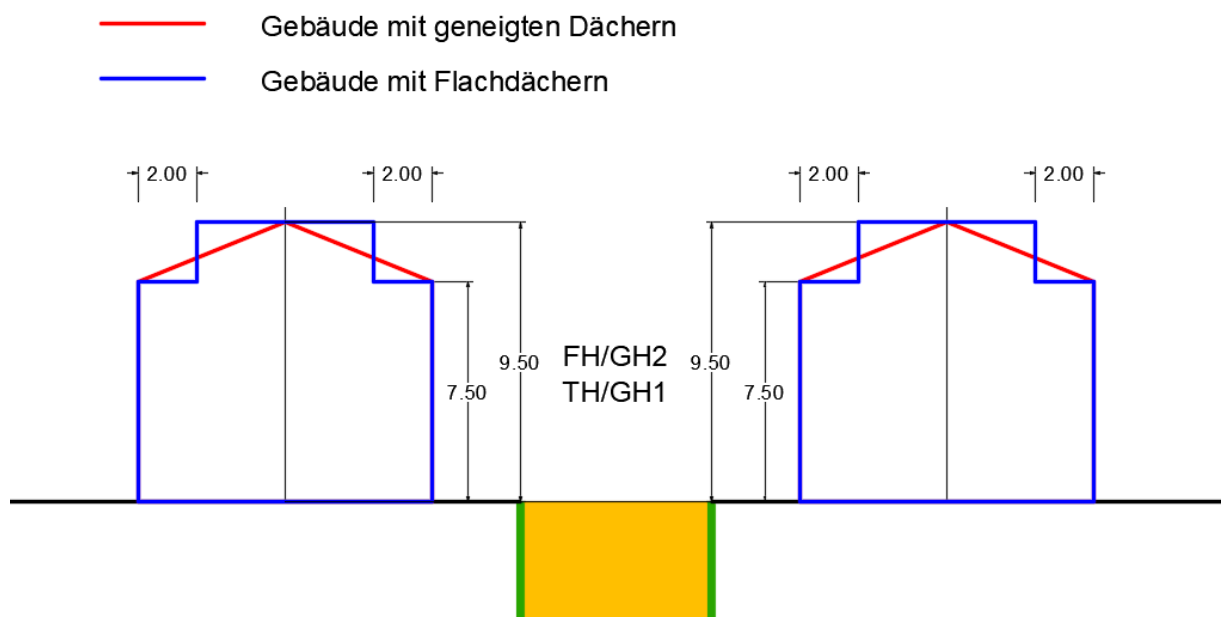 Gebäude mit geneigten Dächern
Gebäude mit Flachdächern
2.00 2.00 2.00 2.00
9.50 FH/GH2 9.50
7.50 TH/GH1 7.50